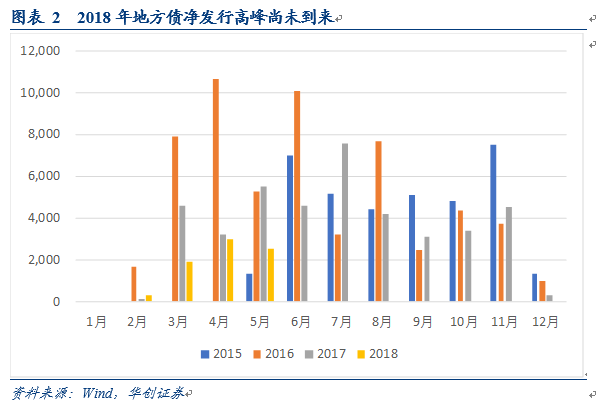 图表 2 2018 年地方债净发行高峰尚未到来
12,000
10,000
8,000
6,000
4,000
2,000
0
1月 2月 3月 4月 5月 6月 7月 8月 9月 10月 11月 12月
2015 2016 2017 2018
资料来源：Wind，华创证券